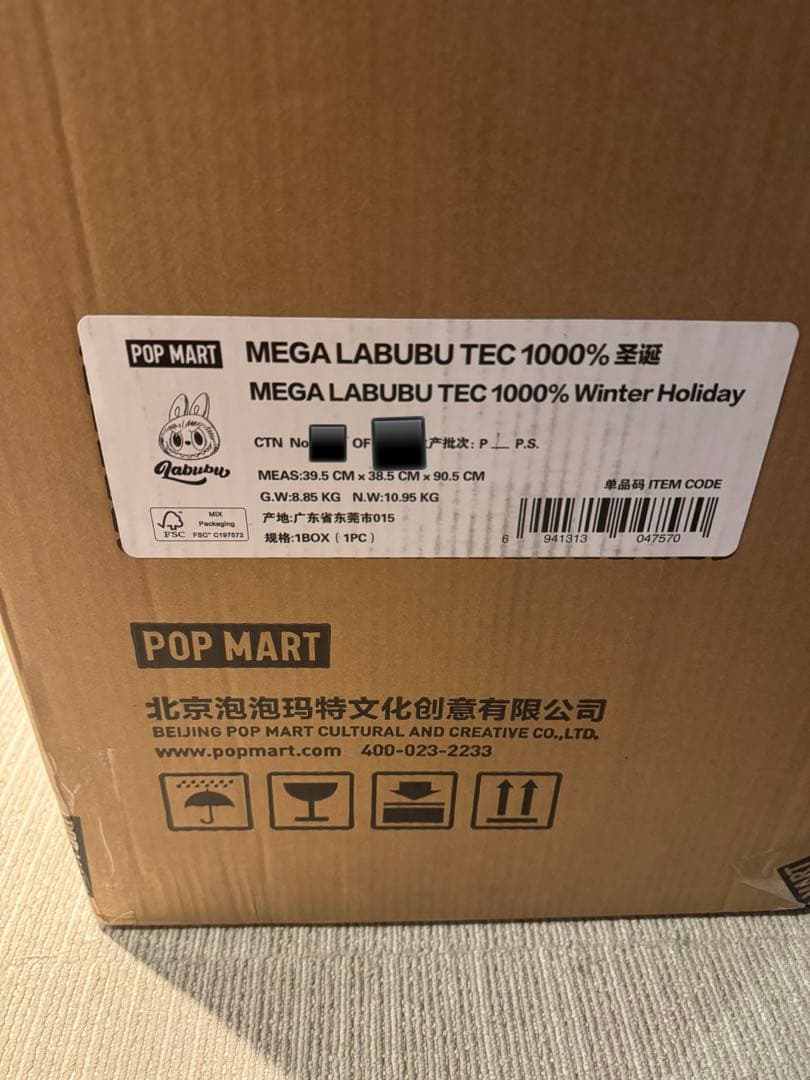 POP MART
MEGA LABUBU TEC 1000% 圣诞
MEGA LABUBU TEC 1000% Winter Holiday
Labubu
CTN No OF 产批次: P P.S.
MEAS:39.5 CM x 38.5 CM x 90.5 CM
G.W:8.85 KG N.W:10.95 KG
产地:广东省东莞市015
规格:1BOX(1PC)
FSC
MIX
Packaging
FSC® C197572
单品码 ITEM CODE
6 941313 047570
POP MART
北京泡泡玛特文化创意有限公司
BEIJING POP MART CULTURAL AND CREATIVE CO.,LTD.
www.popmart.com 400-023-2233